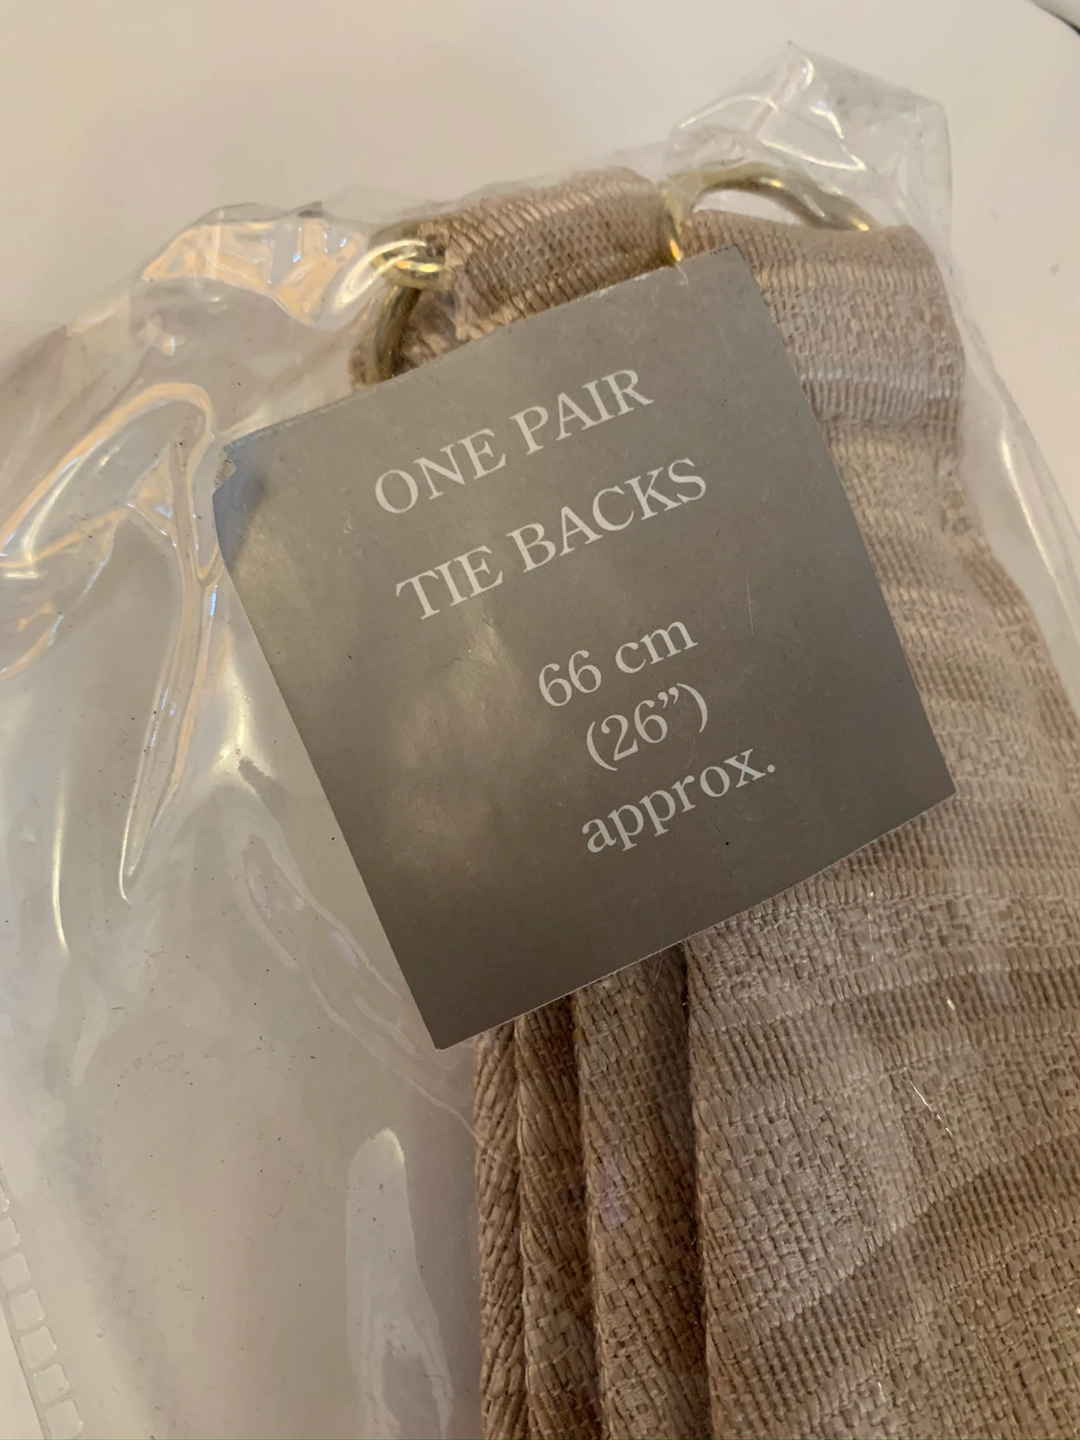 ONE PAIR
TIE BACKS
66 cm
(26”)
approx.